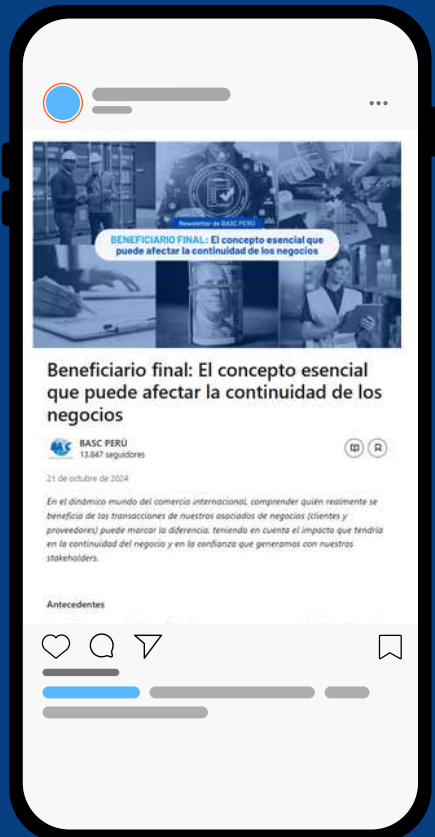 Newsletter de BASC PERÚ
BENEFICIARIO FINAL: El concepto esencial que
puede afectar la continuidad de los negocios
Beneficiario final: El concepto esencial
que puede afectar la continuidad de los
negocios
BASC
BASC PERÚ
13.847 seguidores
21 de octubre de 2024
En el dinámico mundo del comercio internacional, comprender quién realmente se
beneficia de las transacciones de nuestros asociados de negocios (clientes y
proveedores) puede marcar la diferencia, teniendo en cuenta el impacto que tendría
en la continuidad del negocio y en la confianza que generamos con nuestros
stakeholders.
Antecedentes